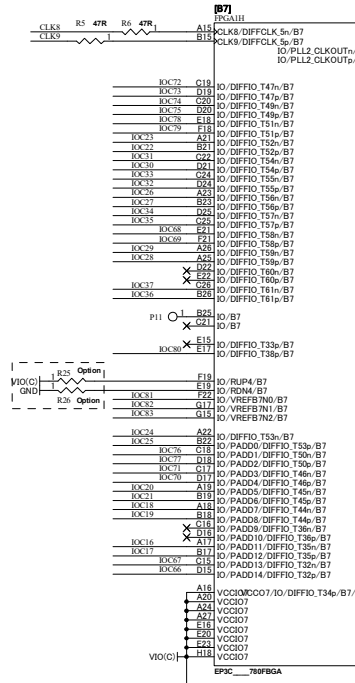 [B7]
FPGA1H
CLK8 R5 47R R6 47R A15 CLK8/DIFFCLK_5n/B7
CLK9 B15 CLK9/DIFFCLK_5p/B7
IO/PLL2_CLKOUTn/
IO/PLL2_CLKOUTp/
IOC72 C19 IO/DIFFIO_T47n/B7
IOC73 D19 IO/DIFFIO_T47p/B7
IOC74 C20 IO/DIFFIO_T49n/B7
IOC75 D20 IO/DIFFIO_T49p/B7
IOC78 E18 IO/DIFFIO_T51n/B7
IOC79 F18 IO/DIFFIO_T51p/B7
IOC23 A21 IO/DIFFIO_T52n/B7
IOC22 B21 IO/DIFFIO_T52p/B7
IOC31 C22 IO/DIFFIO_T54n/B7
IOC30 D21 IO/DIFFIO_T54p/B7
IOC33 C24 IO/DIFFIO_T55n/B7
IOC32 D24 IO/DIFFIO_T55p/B7
IOC26 A23 IO/DIFFIO_T56n/B7
IOC27 B23 IO/DIFFIO_T56p/B7
IOC34 D25 IO/DIFFIO_T57n/B7
IOC35 C25 IO/DIFFIO_T57p/B7
IOC68 E21 IO/DIFFIO_T58n/B7
IOC69 F21 IO/DIFFIO_T58p/B7
IOC29 A26 IO/DIFFIO_T59n/B7
IOC28 A25 IO/DIFFIO_T59p/B7
D22 IO/DIFFIO_T60n/B7
E22 IO/DIFFIO_T60p/B7
IOC37 C26 IO/DIFFIO_T61n/B7
IOC36 B26 IO/DIFFIO_T61p/B7
P11 1 B25 IO/B7
C21 IO/B7
E15 IO/DIFFIO_T33p/B7
IOC80 E17 IO/DIFFIO_T38p/B7
VIO(C) R25 Option F19 IO/RUP4/B7
GND R26 Option E19 IO/RDN4/B7
IOC81 F22 IO/VREFB7N0/B7
IOC82 G17 IO/VREFB7N1/B7
IOC83 G15 IO/VREFB7N2/B7
IOC24 A22 IO/DIFFIO_T53n/B7
IOC25 B22 IO/PADD0/DIFFIO_T53p/B7
IOC76 C18 IO/PADD1/DIFFIO_T50n/B7
IOC77 D18 IO/PADD2/DIFFIO_T50p/B7
IOC71 C17 IO/PADD3/DIFFIO_T46n/B7
IOC70 D17 IO/PADD4/DIFFIO_T46p/B7
IOC20 A19 IO/PADD5/DIFFIO_T45n/B7
IOC21 B19 IO/PADD6/DIFFIO_T45p/B7
IOC18 A18 IO/PADD7/DIFFIO_T44n/B7
IOC19 B18 IO/PADD8/DIFFIO_T44p/B7
C16 IO/PADD9/DIFFIO_T36n/B7
D16 IO/PADD10/DIFFIO_T36p/B7
IOC16 A17 IO/PADD11/DIFFIO_T35n/B7
IOC17 B17 IO/PADD12/DIFFIO_T35p/B7
IOC67 C15 IO/PADD13/DIFFIO_T32n/B7
IOC66 D15 IO/PADD14/DIFFIO_T32p/B7
A16 VCCIO7 /IO/DIFFIO_T34p/B7/
A20 VCCIO7
A24 VCCIO7
A27 VCCIO7
E16 VCCIO7
E20 VCCIO7
E23 VCCIO7
VIO(C) H18 VCCIO7
EP3C____780FBGA